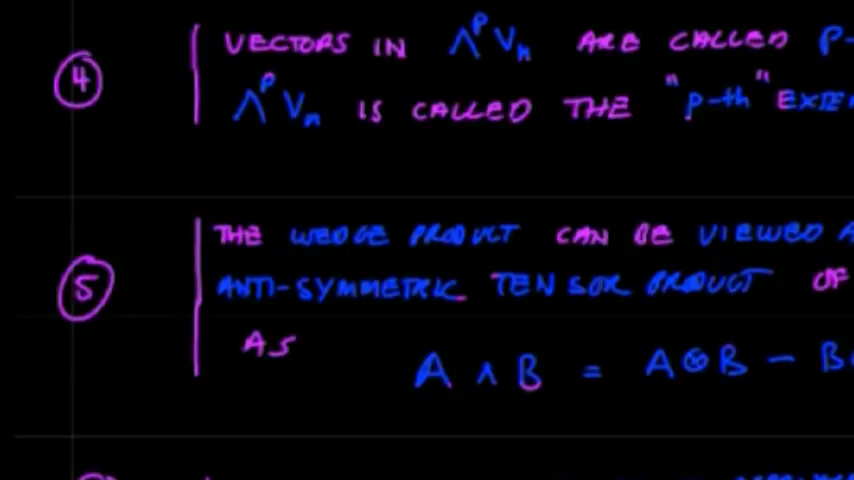 ④ VECTORS IN Λ^p V_n ARE CALLED P-
Λ^p V_n IS CALLED THE "p-th" EXTE
⑤ THE WEDGE PRODUCT CAN BE VIEWED A
ANTI-SYMMETRIC TENSOR PRODUCT OF
AS A ∧ B = A⊗B - B